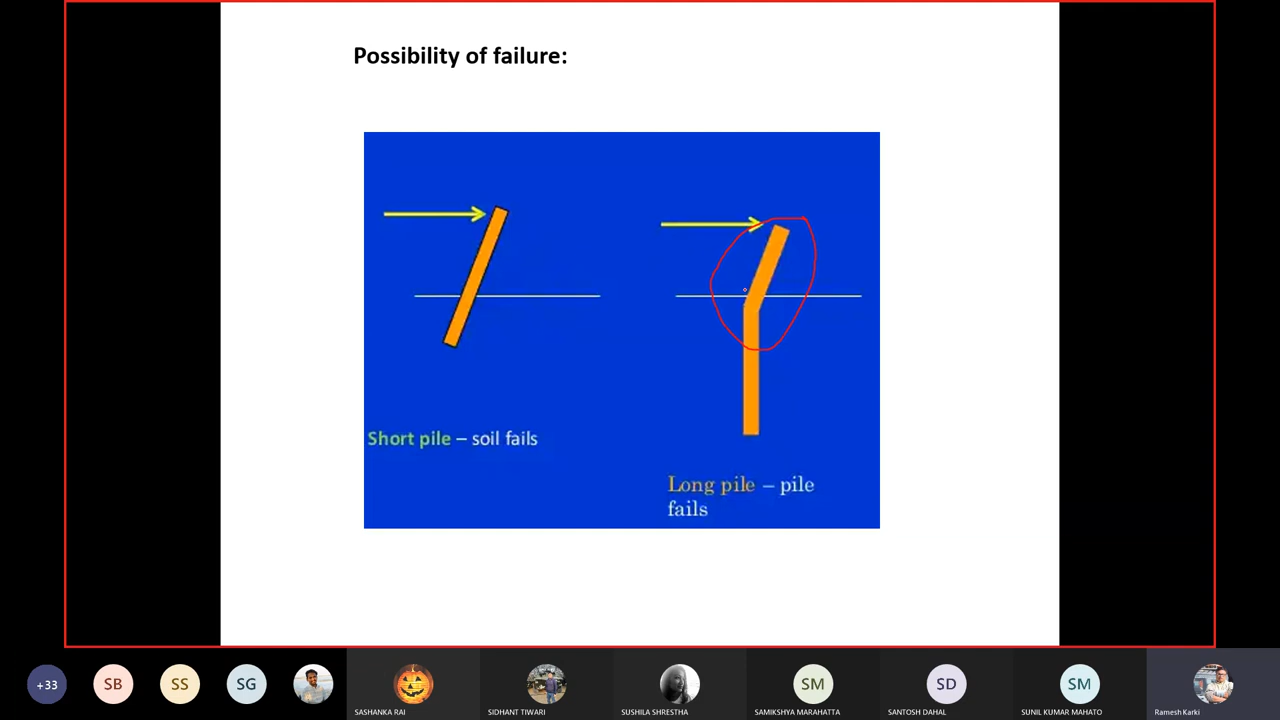 Possibility of failure:
Short pile – soil fails
Long pile – pile
fails
+33
SB
SS
SG
SM
SD
SM
SASHANKA RAI
SIDHANT TIWARI
SUSHILA SHRESTHA
SAMIKSHYA MARAHATTA
SANTOSH DAHAL
SUNIL KUMAR MAHATO
Ramesh Karki